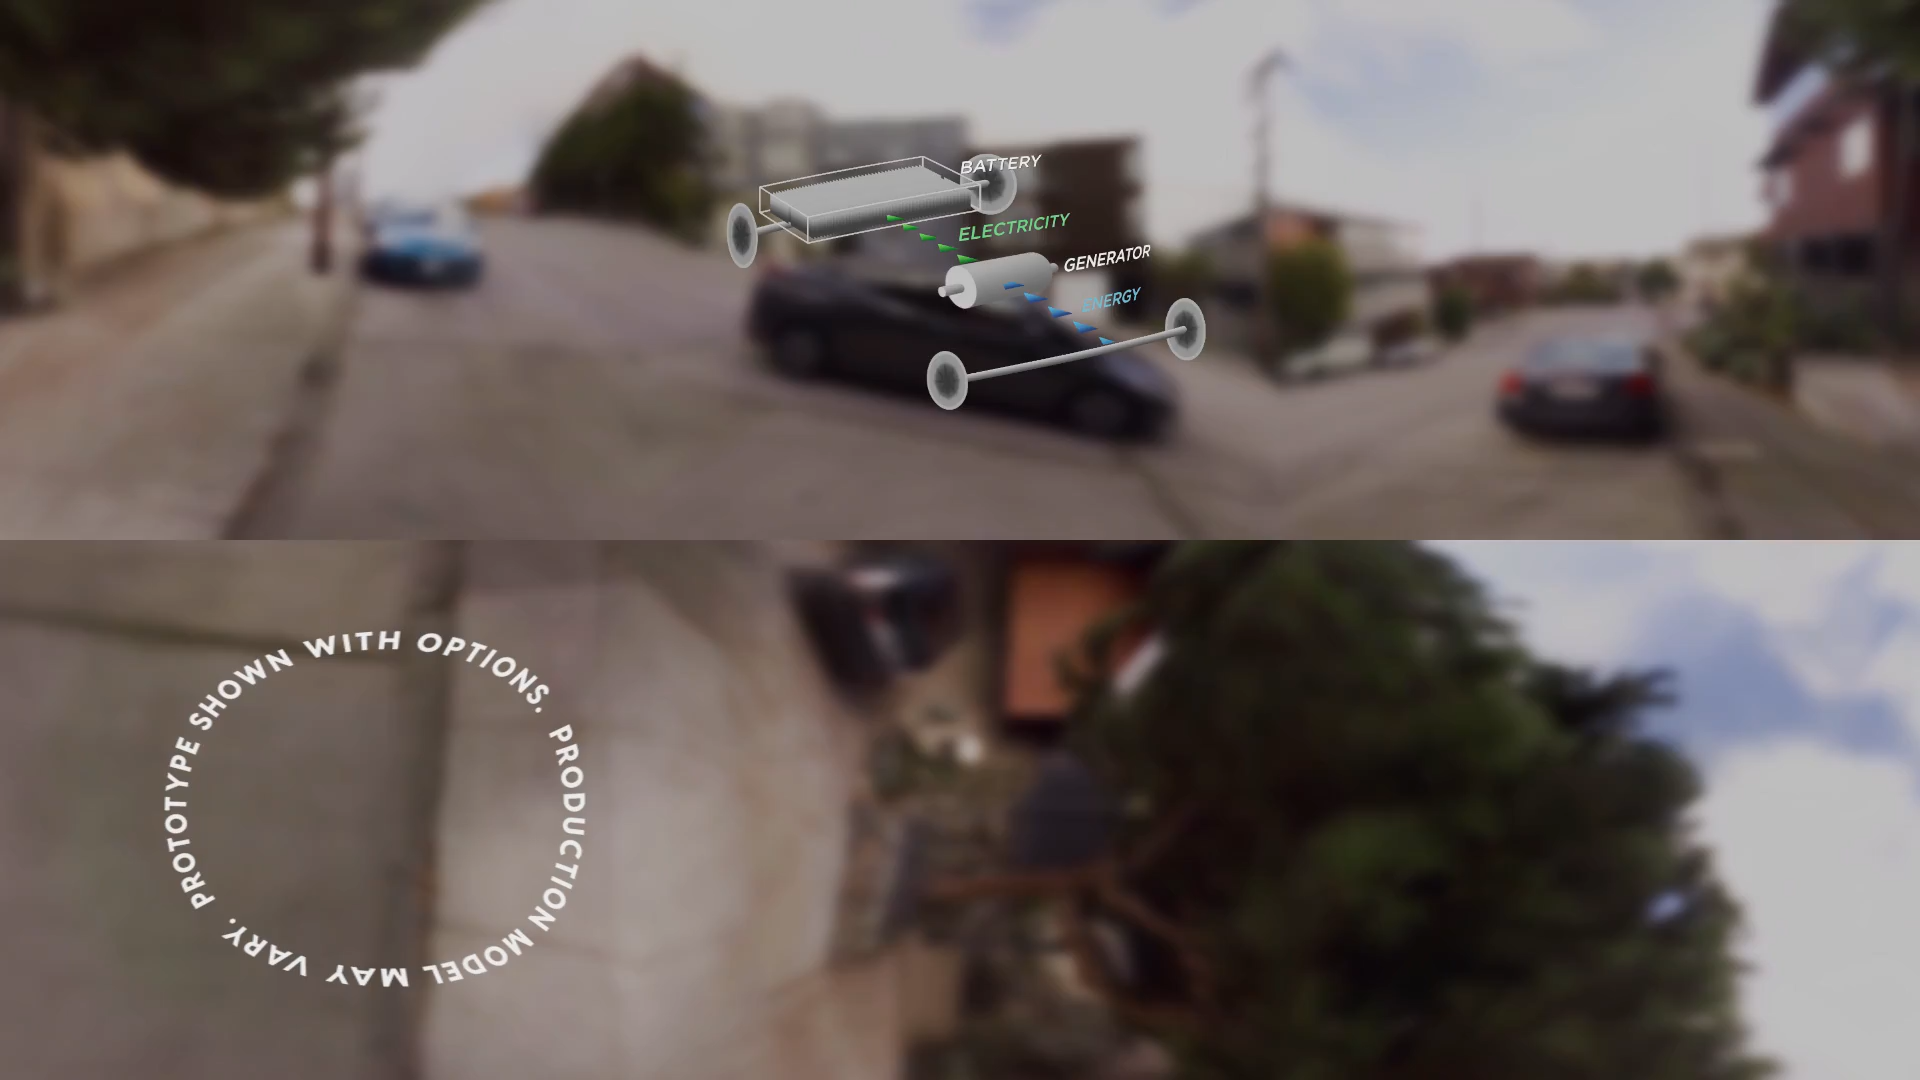 BATTERY
ELECTRICITY
GENERATOR
ENERGY
PROTOTYPE SHOWN WITH OPTIONS. PRODUCTION MODEL MAY VARY.